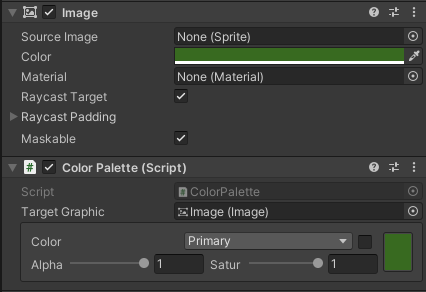 Image
Source Image None (Sprite)
Color
Material None (Material)
Raycast Target
Raycast Padding
Maskable
# Color Palette (Script)
Script # ColorPalette
Target Graphic Image (Image)
Color Primary
Alpha 1 Satur 1